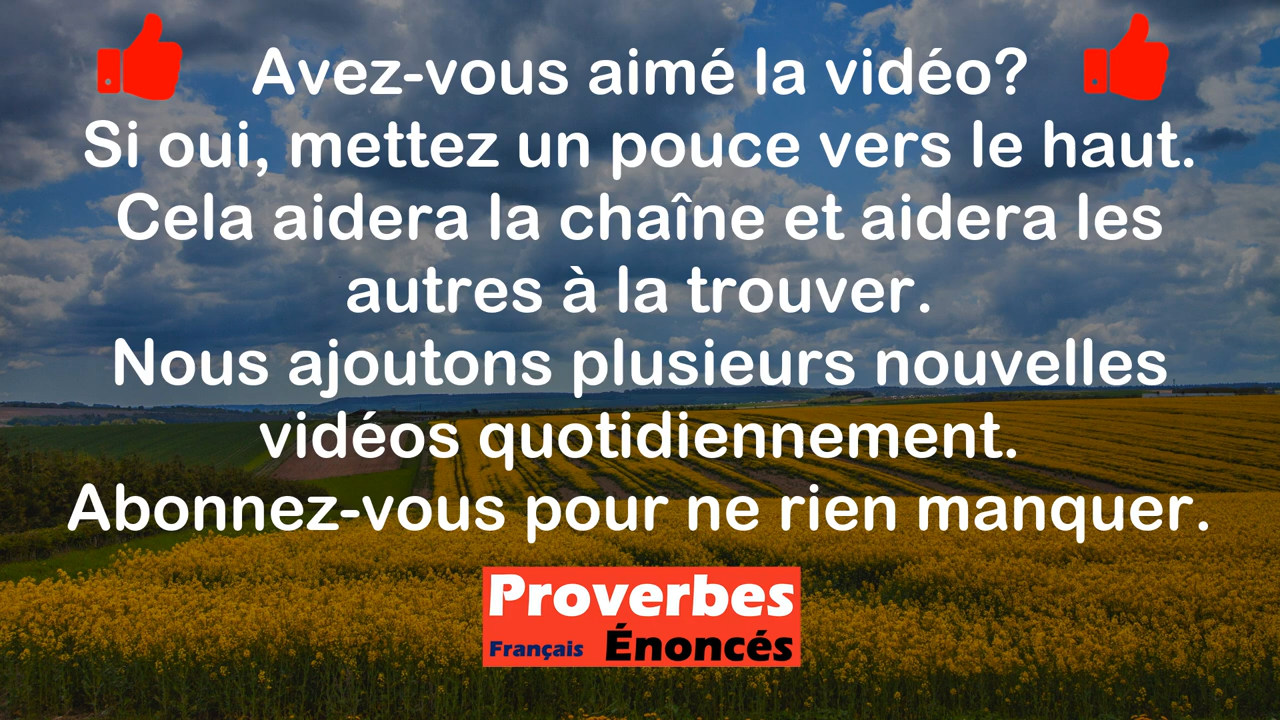 Avez-vous aimé la vidéo?
Si oui, mettez un pouce vers le haut.
Cela aidera la chaîne et aidera les
autres à la trouver.
Nous ajoutons plusieurs nouvelles
vidéos quotidiennement.
Abonnez-vous pour ne rien manquer.
Proverbes
Français Énoncés